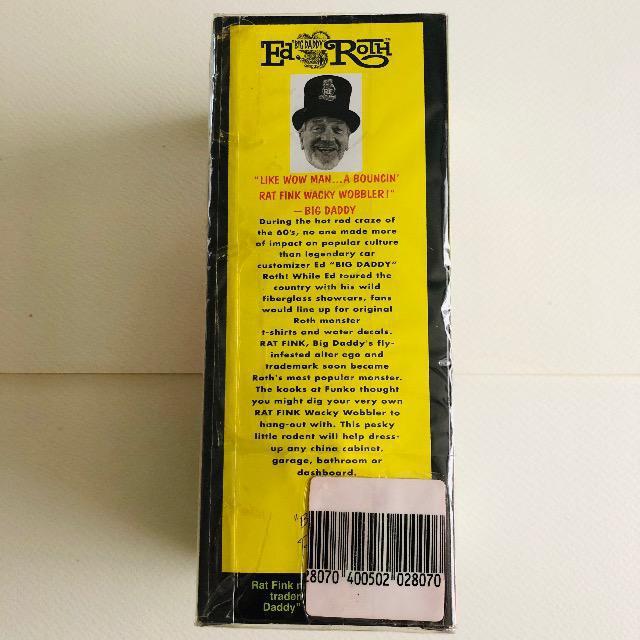 Ed "BIG DADDY" ROTH™
"LIKE WOW MAN...A BOUNCIN'
RAT FINK WACKY WOBBLER!"
— BIG DADDY
During the hot rod craze of
the 60's, no one made more
of impact on popular culture
than legendary car
customizer Ed "BIG DADDY"
Roth! While Ed toured the
country with his wild
fiberglass showcars, fans
would line up for original
Roth monster
t-shirts and water decals.
RAT FINK, Big Daddy's fly-
infested alter ego and
trademark soon became
Roth's most popular monster.
The kooks at Funko thought
you might dig your very own
RAT FINK Wacky Wobbler to
hang-out with. This pesky
little rodent will help dress-
up any china cabinet,
garage, bathroom or
dashboard.
28070 400502 028070
Rat Fink
trade
Daddy"